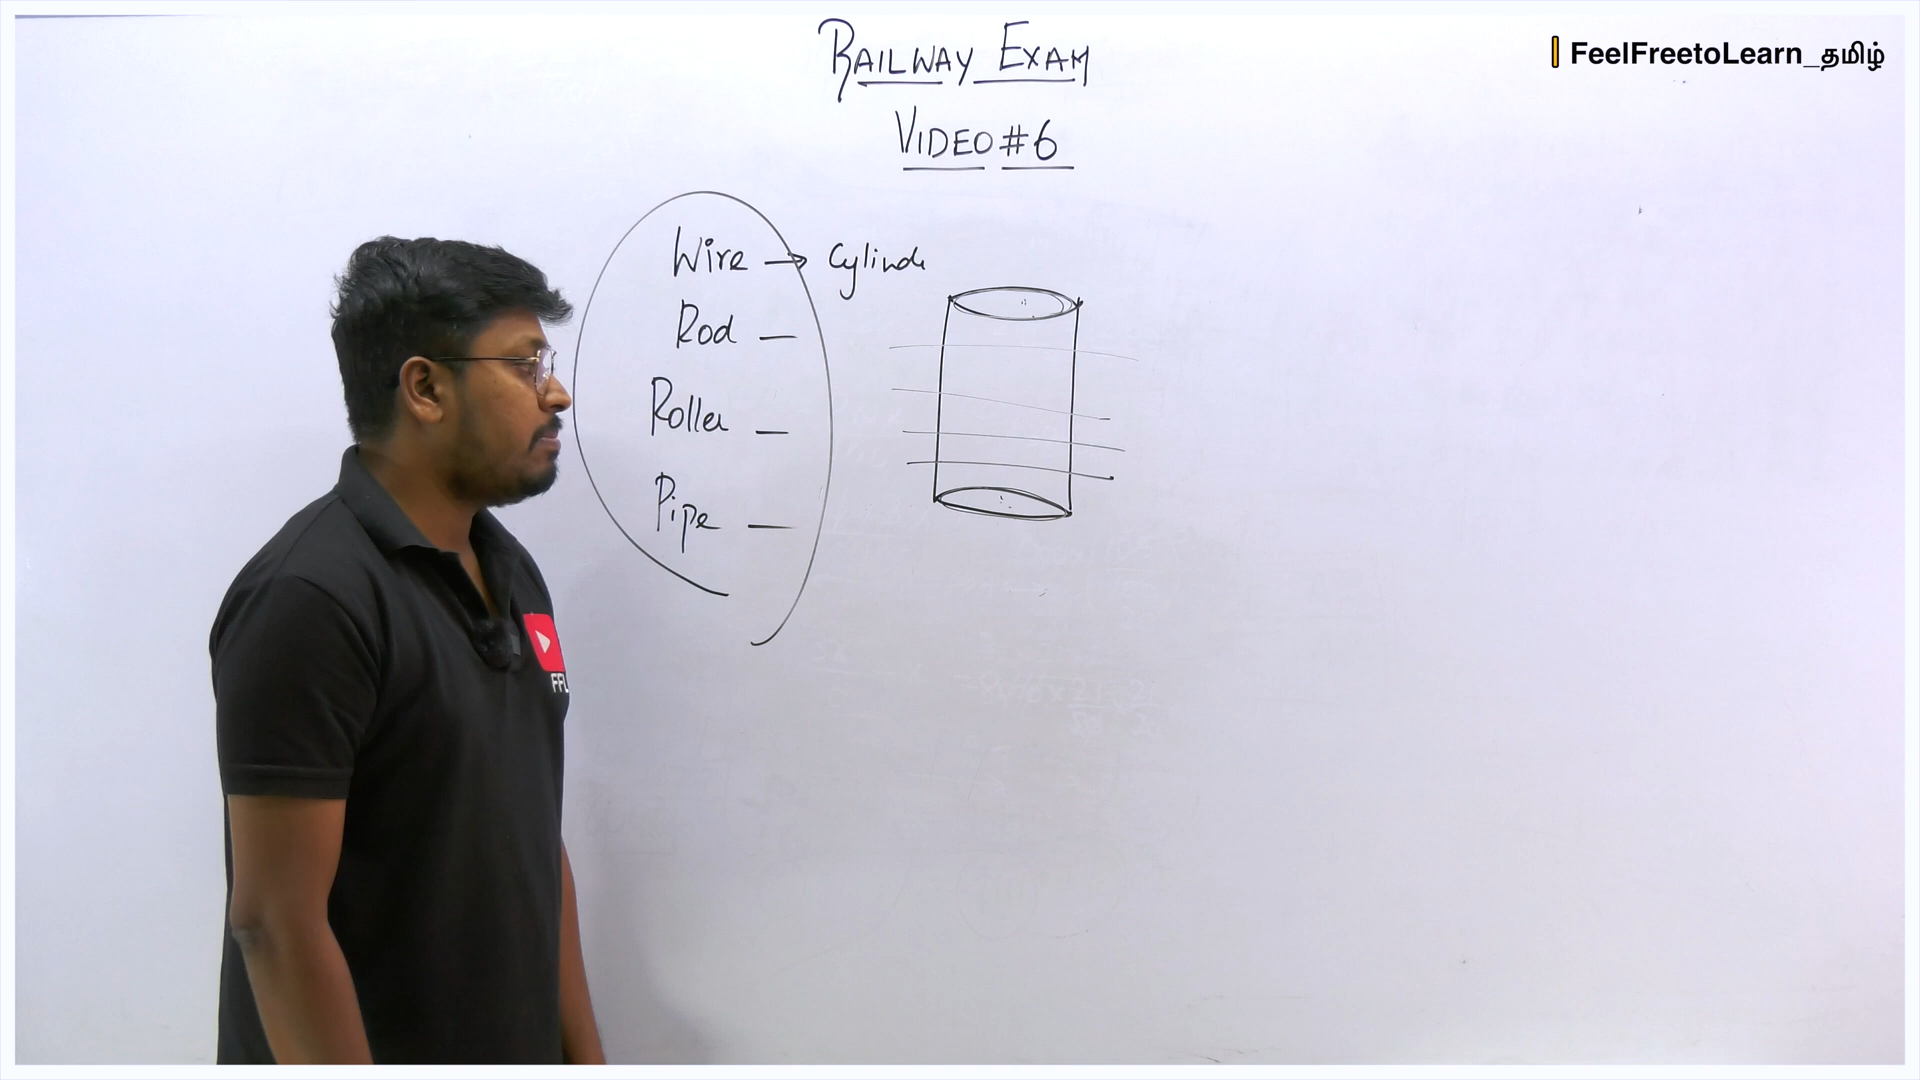 RAILWAY EXAM
FeelFreetoLearn_தமிழ்
VIDEO #6
Wire → Cylinde
Rod —
Roller —
Pipe —
FFL